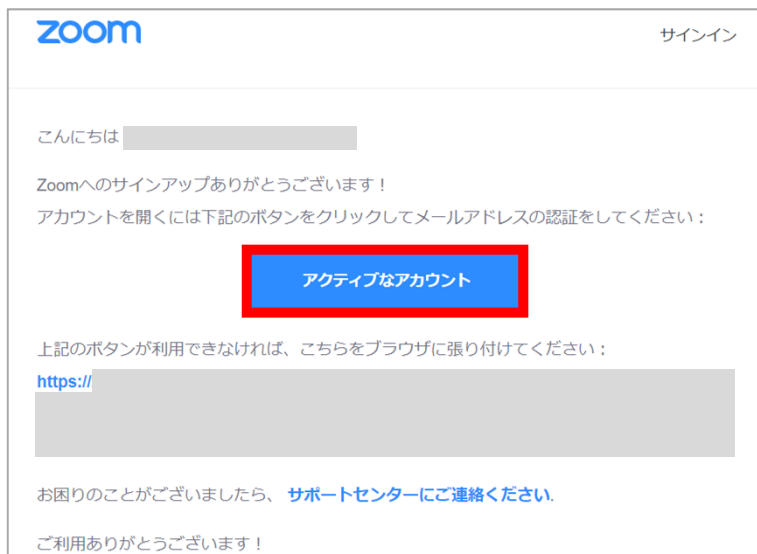 zoom
サインイン
こんにちは
Zoomへのサインアップありがとうございます！
アカウントを開くには下記のボタンをクリックしてメールアドレスの認証をしてください：
アクティブなアカウント
上記のボタンが利用できなければ、こちらをブラウザに張り付けてください：
https://
お困りのことがございましたら、 サポートセンターにご連絡ください.
ご利用ありがとうございます！